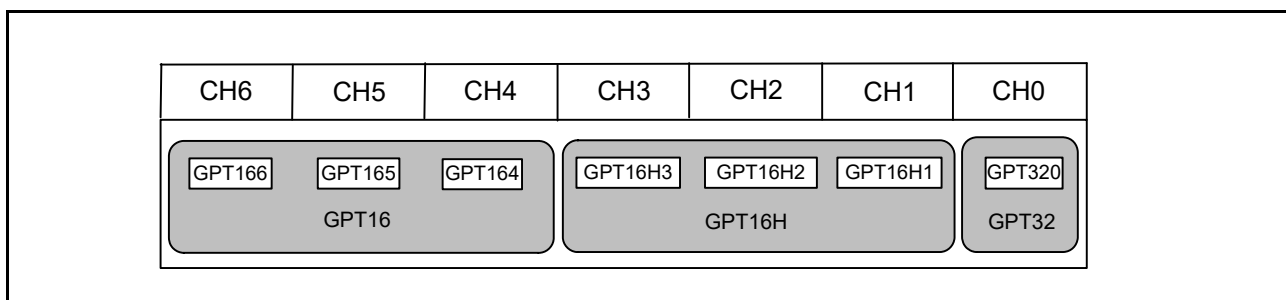 CH6 CH5 CH4 CH3 CH2 CH1 CH0
GPT166 GPT165 GPT164 GPT16H3 GPT16H2 GPT16H1 GPT320
GPT16 GPT16H GPT32